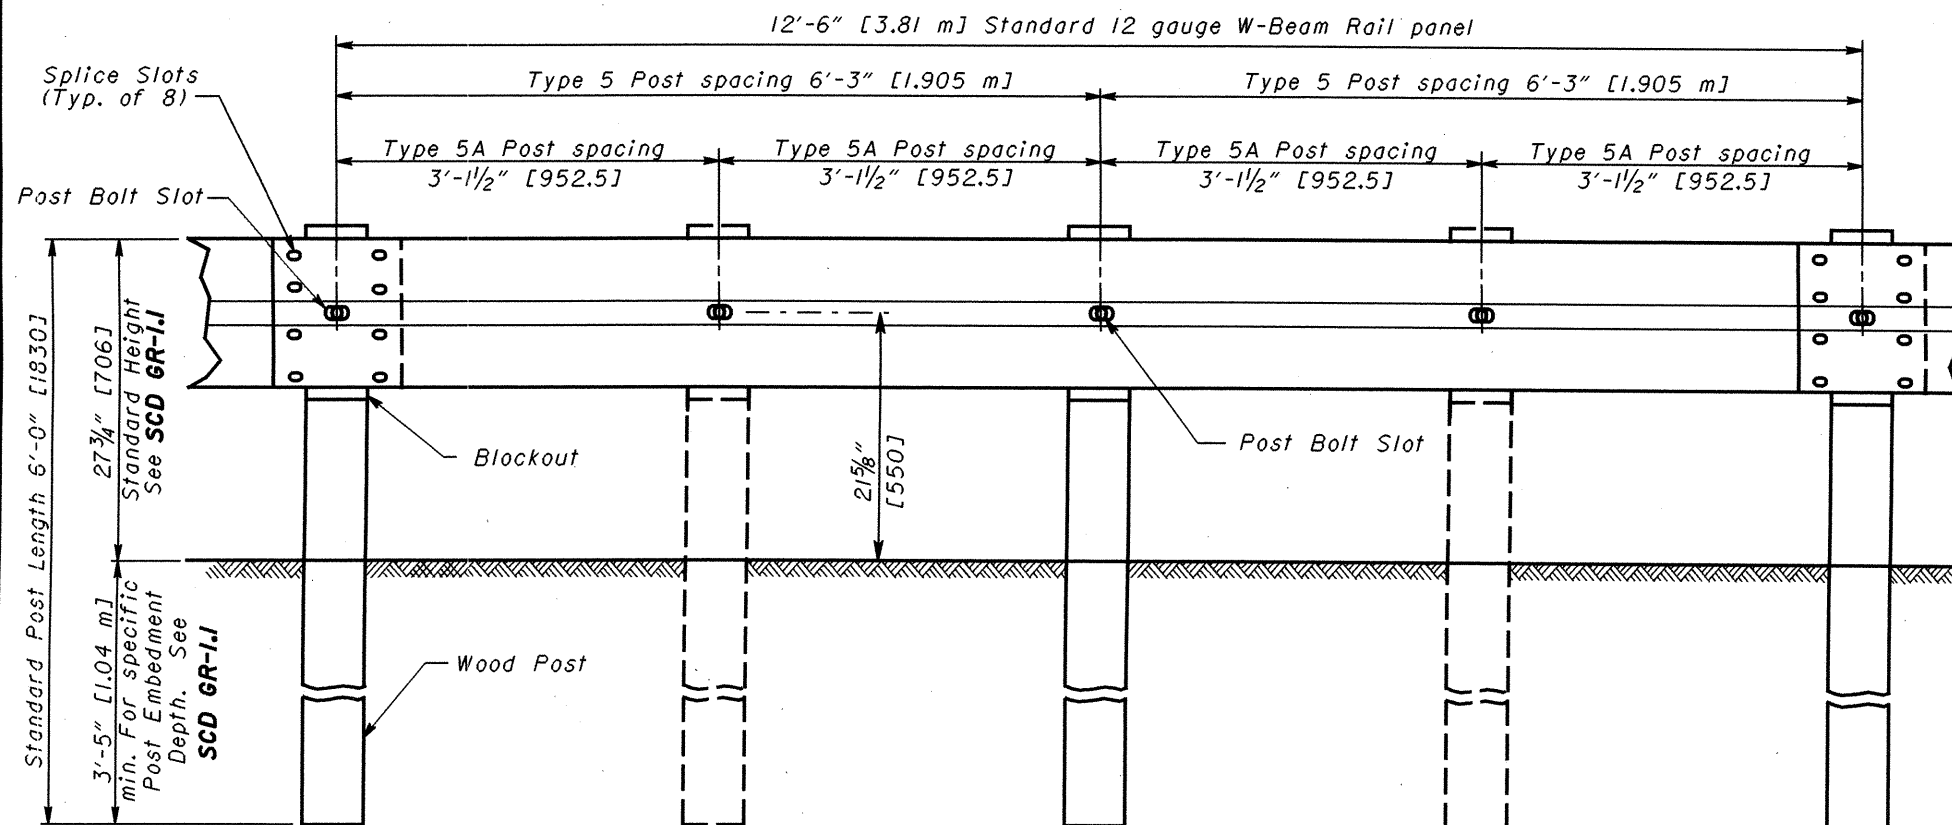 12'-6" [3.81 m] Standard 12 gauge W-Beam Rail panel
Splice Slots
(Typ. of 8)
Type 5 Post spacing 6'-3" [1.905 m]
Type 5 Post spacing 6'-3" [1.905 m]
Type 5A Post spacing
3'-1½" [952.5]
Type 5A Post spacing
3'-1½" [952.5]
Type 5A Post spacing
3'-1½" [952.5]
Type 5A Post spacing
3'-1½" [952.5]
Post Bolt Slot
Standard Post Length 6'-0" [1830]
27¾" [706]
Standard Height
See SCD GR-1.1
Blockout
21⅝"
[550]
Post Bolt Slot
3'-5" [1.04 m]
min. For specific
Post Embedment
Depth. See
SCD GR-1.1
Wood Post